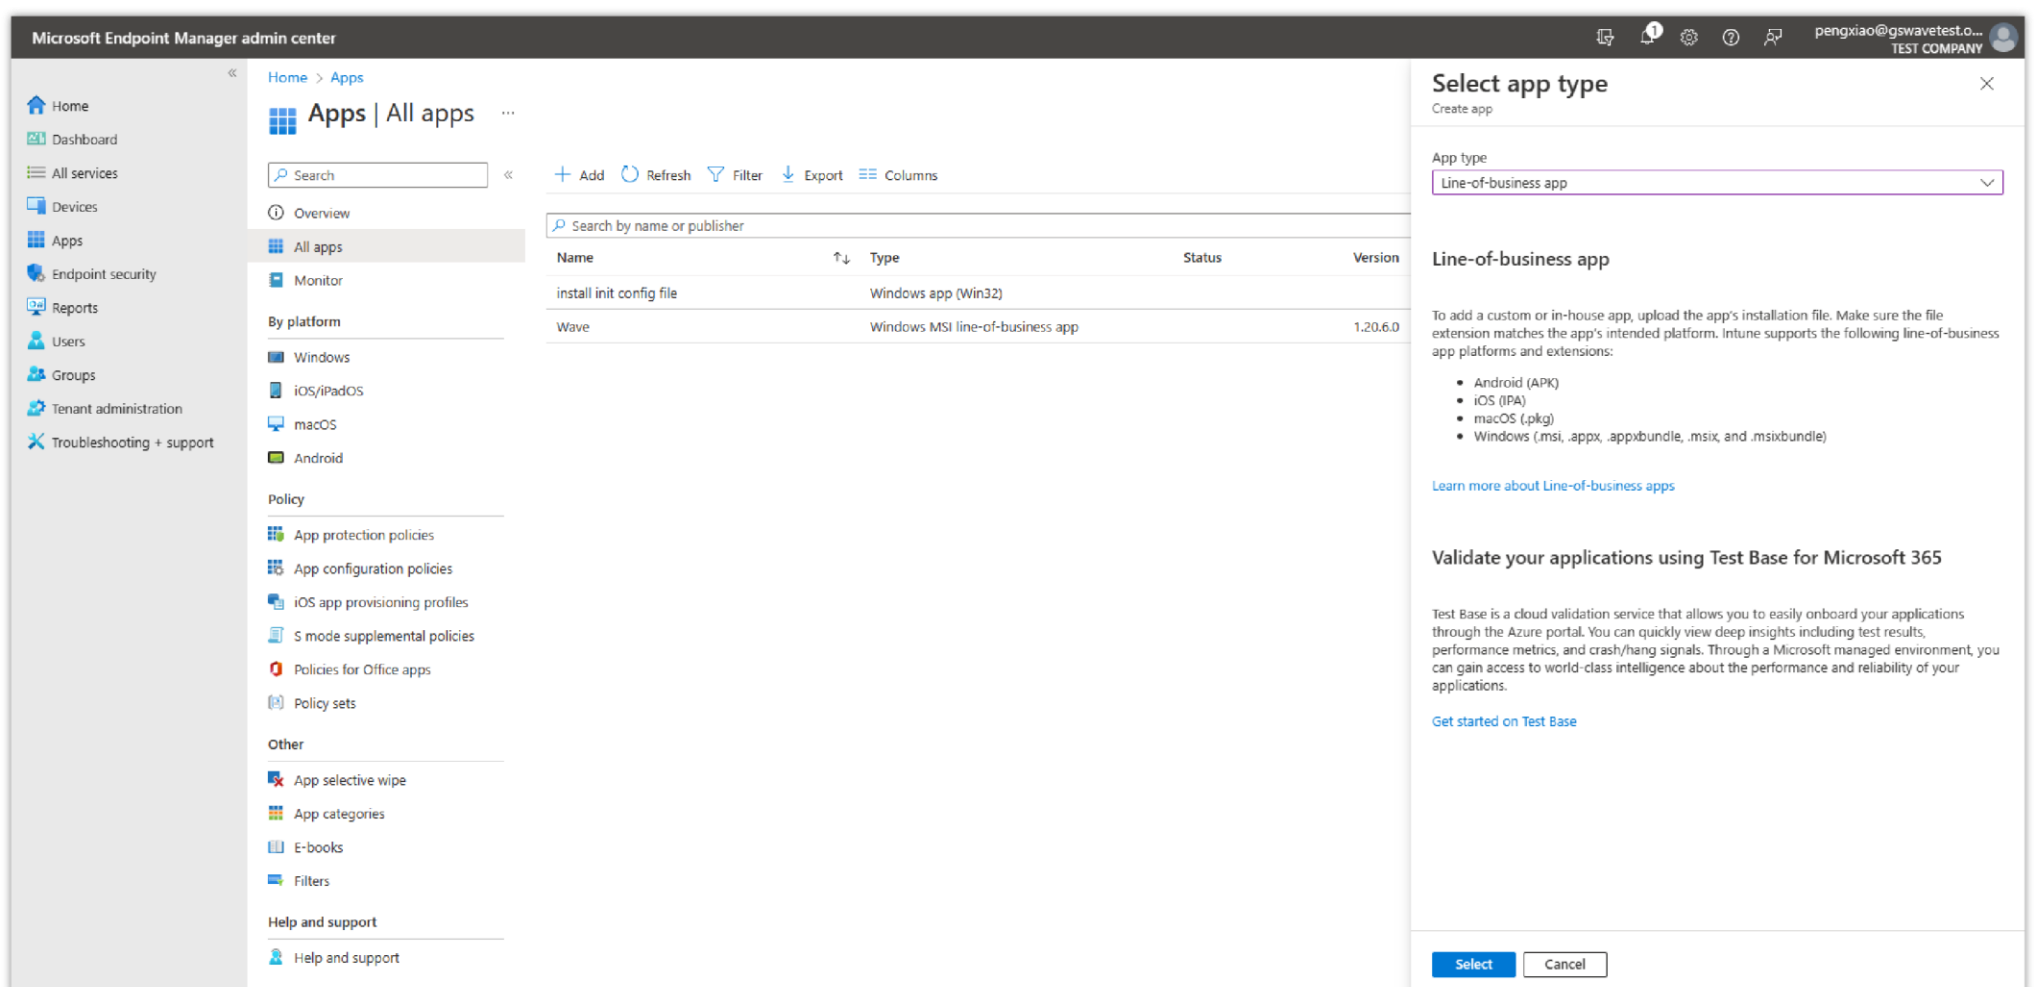 Microsoft Endpoint Manager admin center
1
pengxiao@gswavetest.o...
TEST COMPANY
Home
Dashboard
All services
Devices
Apps
Endpoint security
Reports
Users
Groups
Tenant administration
Troubleshooting + support
Home > Apps
Apps | All apps ...
Search
Overview
All apps
Monitor
By platform
Windows
iOS/iPadOS
macOS
Android
Policy
App protection policies
App configuration policies
iOS app provisioning profiles
S mode supplemental policies
Policies for Office apps
Policy sets
Other
App selective wipe
App categories
E-books
Filters
Help and support
Help and support
Add Refresh Filter Export Columns
Search by name or publisher
Name Type Status Version
install init config file Windows app (Win32)
Wave Windows MSI line-of-business app 1.20.6.0
Select app type
Create app
App type
Line-of-business app
Line-of-business app
To add a custom or in-house app, upload the app's installation file. Make sure the file
extension matches the app's intended platform. Intune supports the following line-of-business
app platforms and extensions:
• Android (APK)
• iOS (IPA)
• macOS (.pkg)
• Windows (.msi, .appx, .appxbundle, .msix, and .msixbundle)
Learn more about Line-of-business apps
Validate your applications using Test Base for Microsoft 365
Test Base is a cloud validation service that allows you to easily onboard your applications
through the Azure portal. You can quickly view deep insights including test results,
performance metrics, and crash/hang signals. Through a Microsoft managed environment, you
can gain access to world-class intelligence about the performance and reliability of your
applications.
Get started on Test Base
Select Cancel